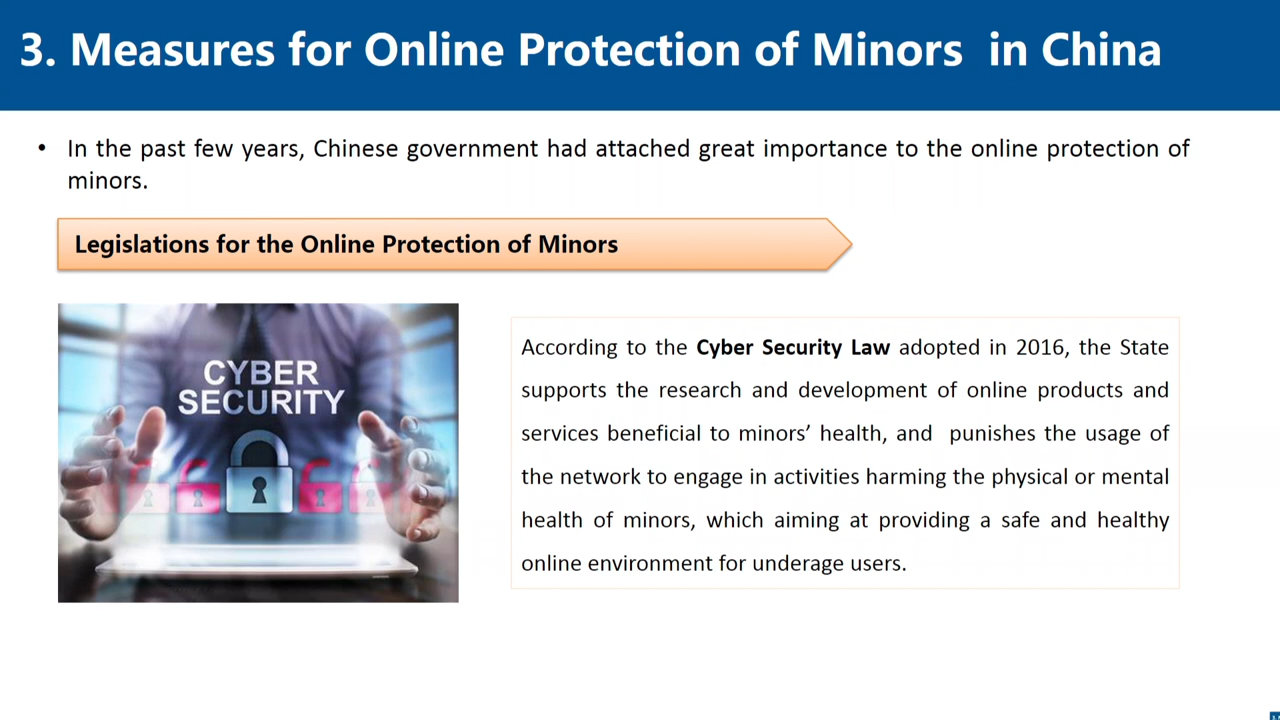 3. Measures for Online Protection of Minors  in China
• In the past few years, Chinese government had attached great importance to the online protection of
minors.
Legislations for the Online Protection of Minors
CYBER
SECURITY
According to the Cyber Security Law adopted in 2016, the State
supports the research and development of online products and
services beneficial to minors’ health, and  punishes the usage of
the network to engage in activities harming the physical or mental
health of minors, which aiming at providing a safe and healthy
online environment for underage users.